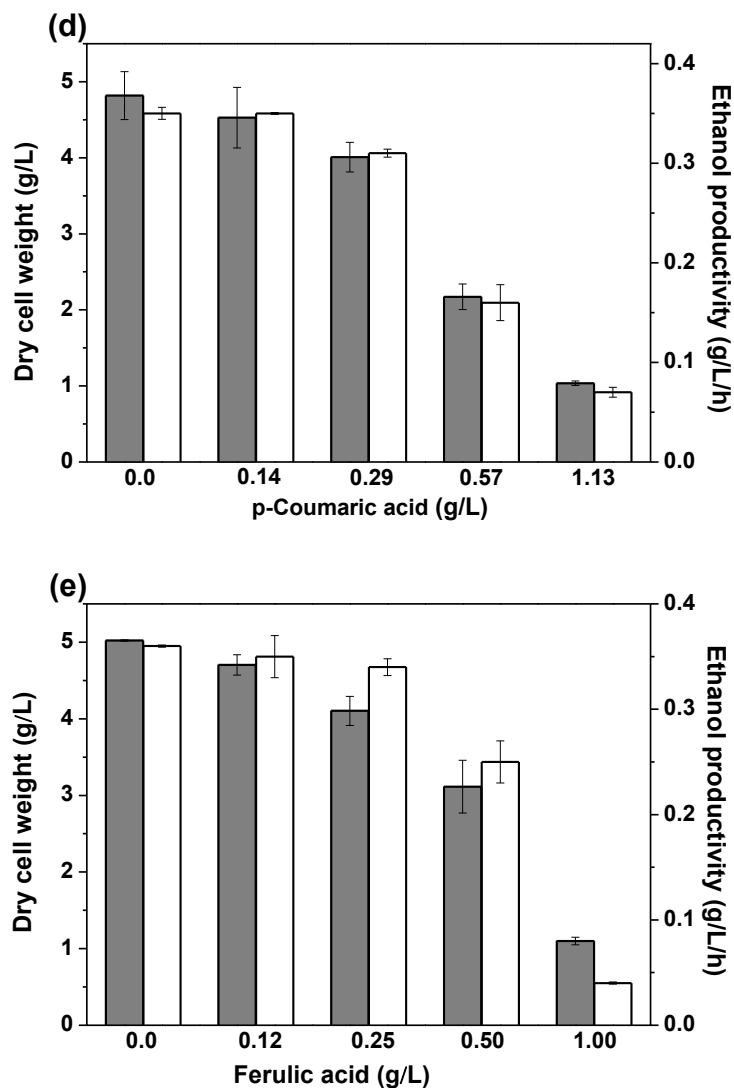 (d)
Dry cell weight (g/L)
5
4
3
2
1
0
0.4
0.3
0.2
0.1
0.0
Ethanol productivity (g/L/h)
0.0 0.14 0.29 0.57 1.13
p-Coumaric acid (g/L)
(e)
Dry cell weight (g/L)
5
4
3
2
1
0
0.4
0.3
0.2
0.1
0.0
Ethanol productivity (g/L/h)
0.0 0.12 0.25 0.50 1.00
Ferulic acid (g/L)